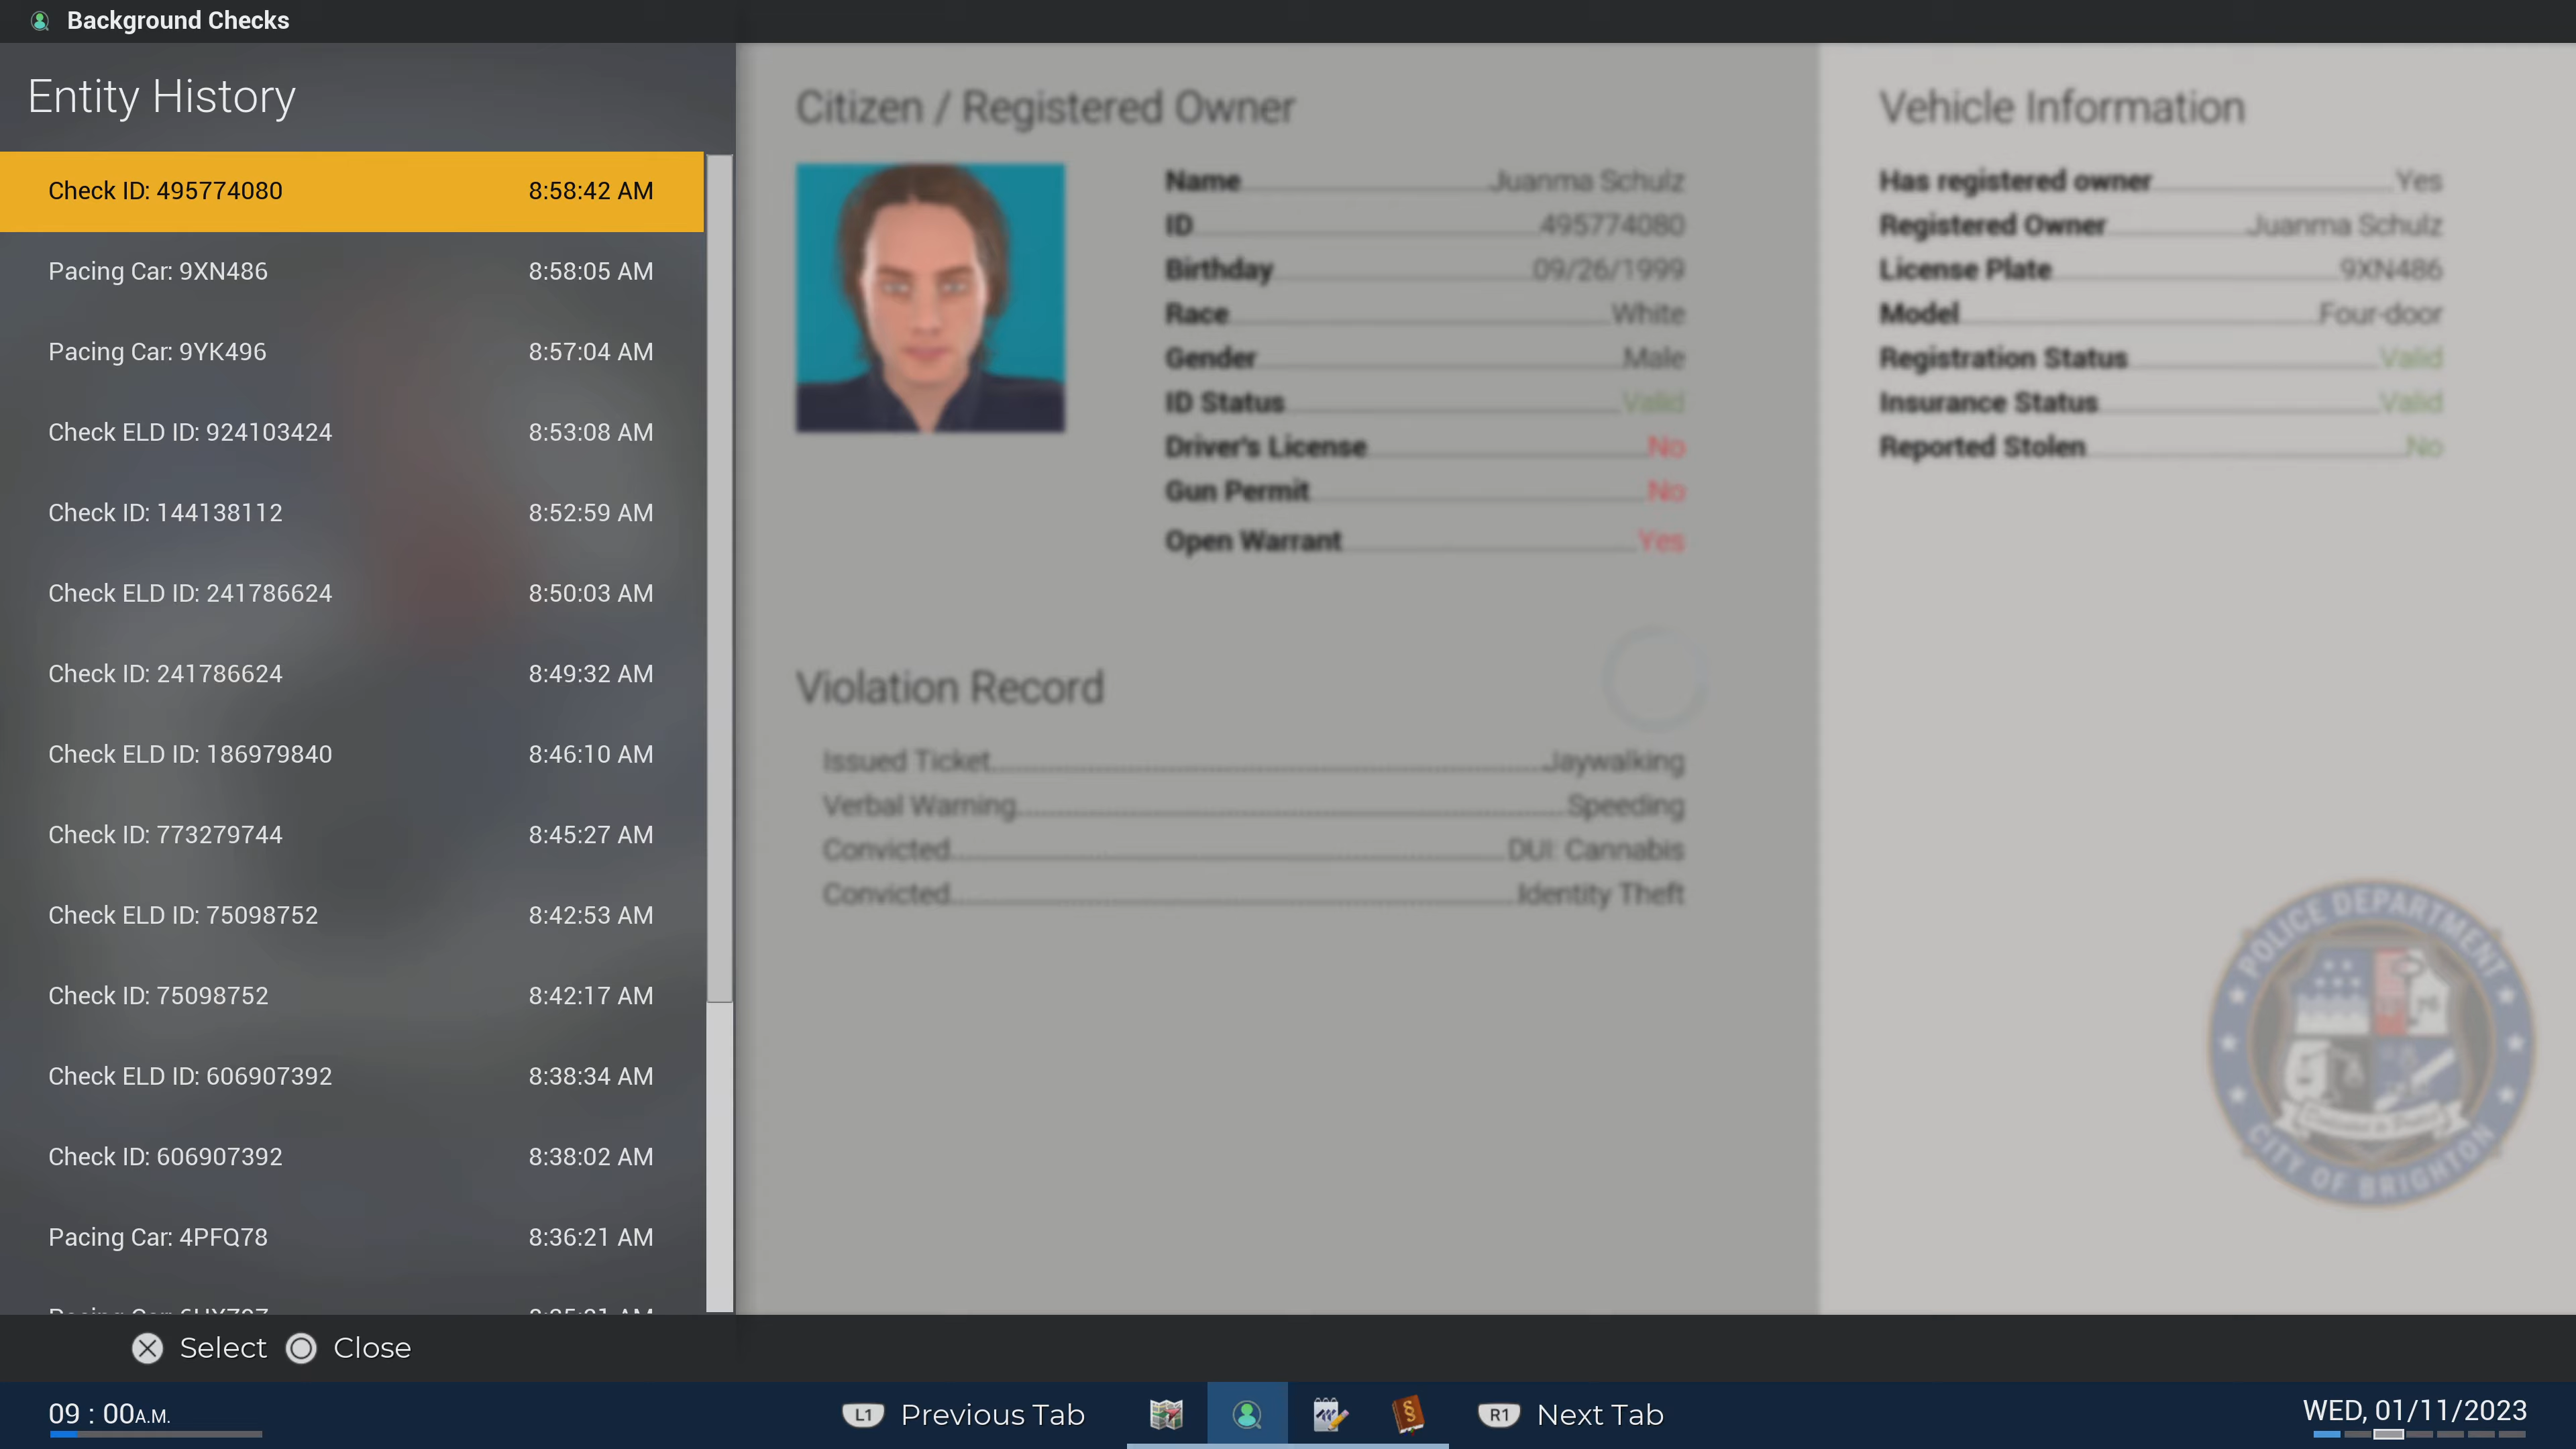 Background Checks
Entity History
Check ID: 495774080 8:58:42 AM
Pacing Car: 9XN486 8:58:05 AM
Pacing Car: 9YK496 8:57:04 AM
Check ELD ID: 924103424 8:53:08 AM
Check ID: 144138112 8:52:59 AM
Check ELD ID: 241786624 8:50:03 AM
Check ID: 241786624 8:49:32 AM
Check ELD ID: 186979840 8:46:10 AM
Check ID: 773279744 8:45:27 AM
Check ELD ID: 75098752 8:42:53 AM
Check ID: 75098752 8:42:17 AM
Check ELD ID: 606907392 8:38:34 AM
Check ID: 606907392 8:38:02 AM
Pacing Car: 4PFQ78 8:36:21 AM
Citizen / Registered Owner
Name Juanma Schulz
ID 495774080
Birthday 09/26/1999
Race White
Gender Male
ID Status Valid
Driver's License No
Gun Permit No
Open Warrant Yes
Violation Record
Issued Ticket Jaywalking
Verbal Warning Speeding
Convicted DUI: Cannabis
Convicted Identity Theft
Vehicle Information
Has registered owner Yes
Registered Owner Juanma Schulz
License Plate 9XN486
Model Four-door
Registration Status Valid
Insurance Status Valid
Reported Stolen No
POLICE DEPARTMENT
CITY OF BRIGHTON
Select Close
09 : 00 A.M.
L1 Previous Tab
R1 Next Tab
WED, 01/11/2023